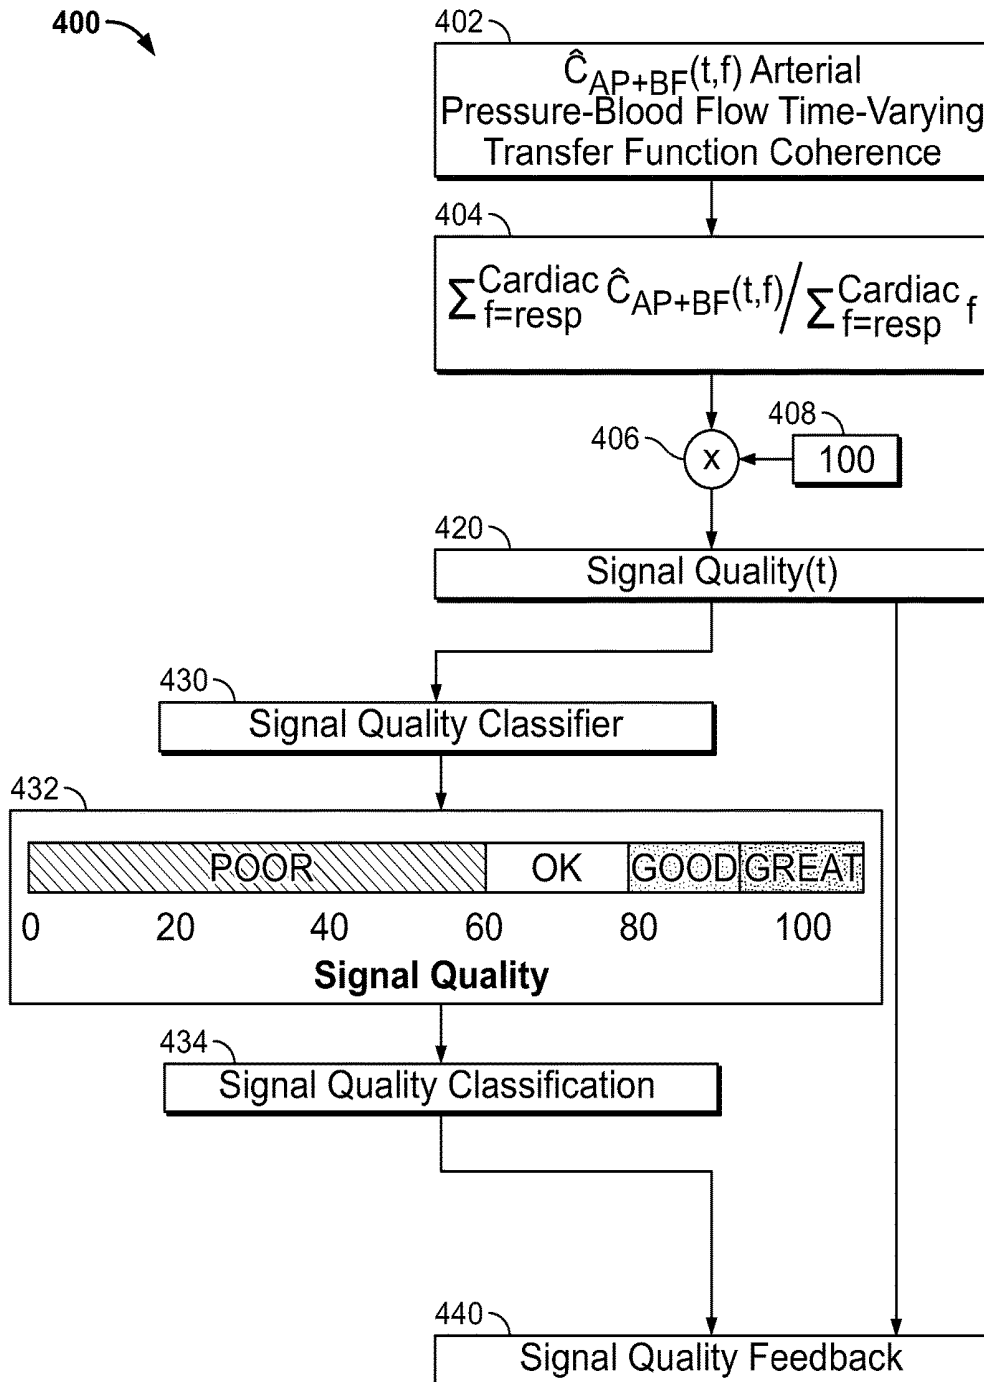 400
402
Ĉ_AP+BF(t,f) Arterial
Pressure-Blood Flow Time-Varying
Transfer Function Coherence
404
Σ Cardiac f=resp Ĉ_AP+BF(t,f) / Σ Cardiac f=resp f
408
406
X
100
420
Signal Quality(t)
430
Signal Quality Classifier
432
POOR OK GOOD GREAT
0 20 40 60 80 100
Signal Quality
434
Signal Quality Classification
440
Signal Quality Feedback